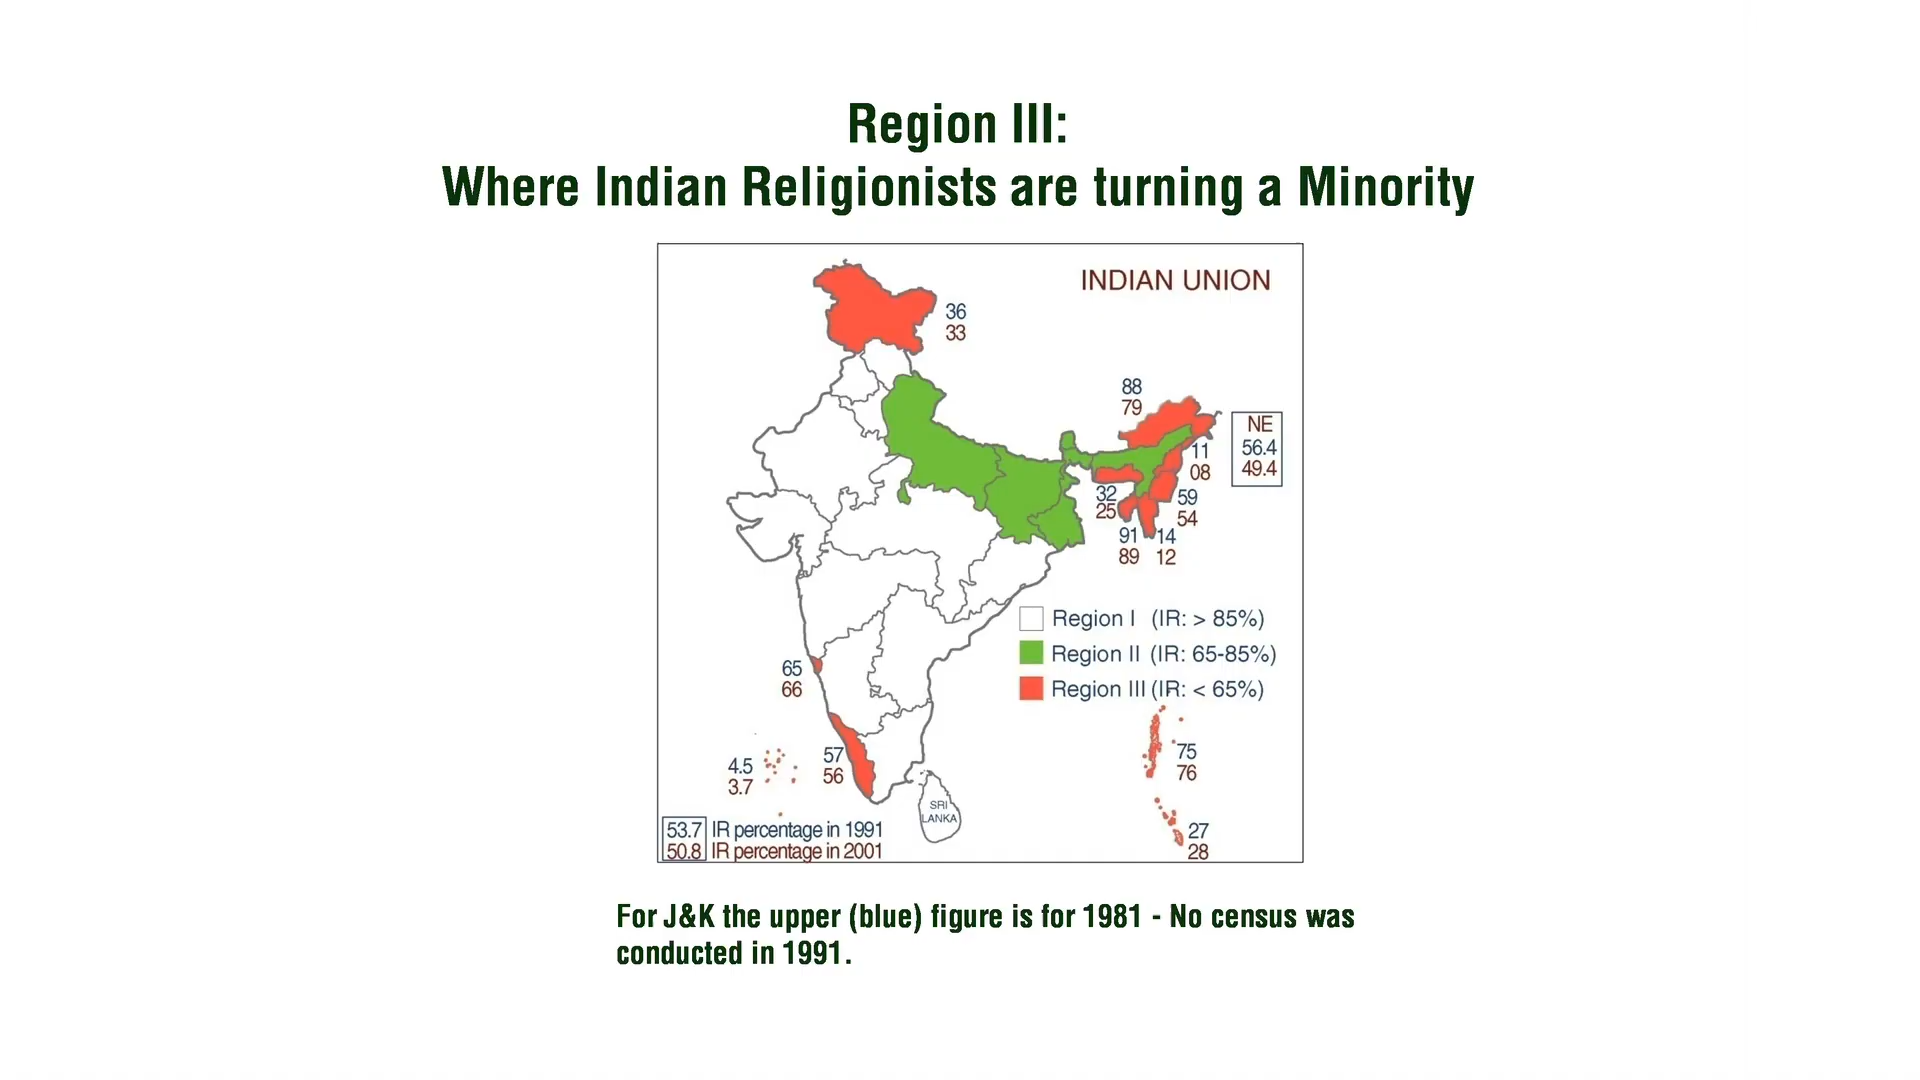 Region III:
Where Indian Religionists are turning a Minority
INDIAN UNION
36
33
88
79
NE
56.4
49.4
11
08
32
25
59
54
91
89
14
12
Region I (IR: > 85%)
Region II (IR: 65-85%)
Region III (IR: < 65%)
65
66
57
56
4.5
3.7
75
76
SRI
LANKA
27
28
53.7 IR percentage in 1991
50.8 IR percentage in 2001
For J&K the upper (blue) figure is for 1981 - No census was
conducted in 1991.